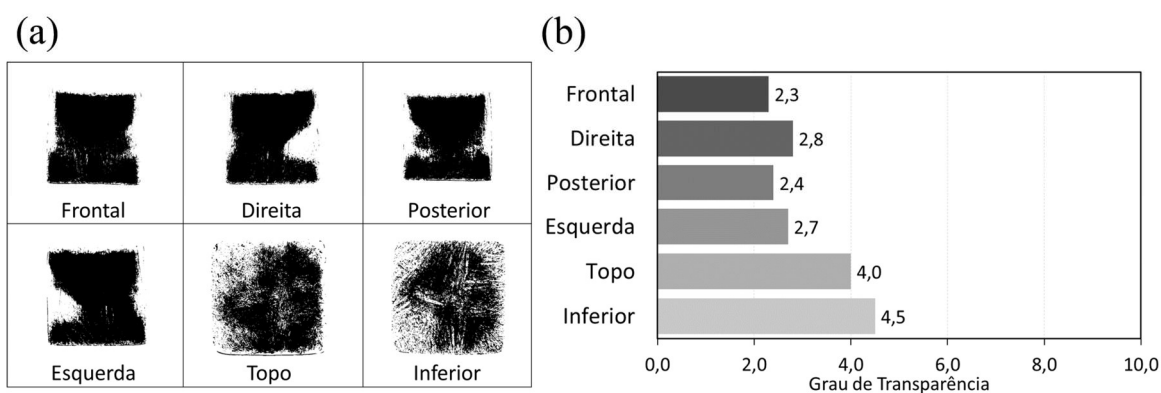 (a)
Frontal Direita Posterior
Esquerda Topo Inferior
(b)
Frontal 2,3
Direita 2,8
Posterior 2,4
Esquerda 2,7
Topo 4,0
Inferior 4,5
0,0 2,0 4,0 6,0 8,0 10,0
Grau de Transparência